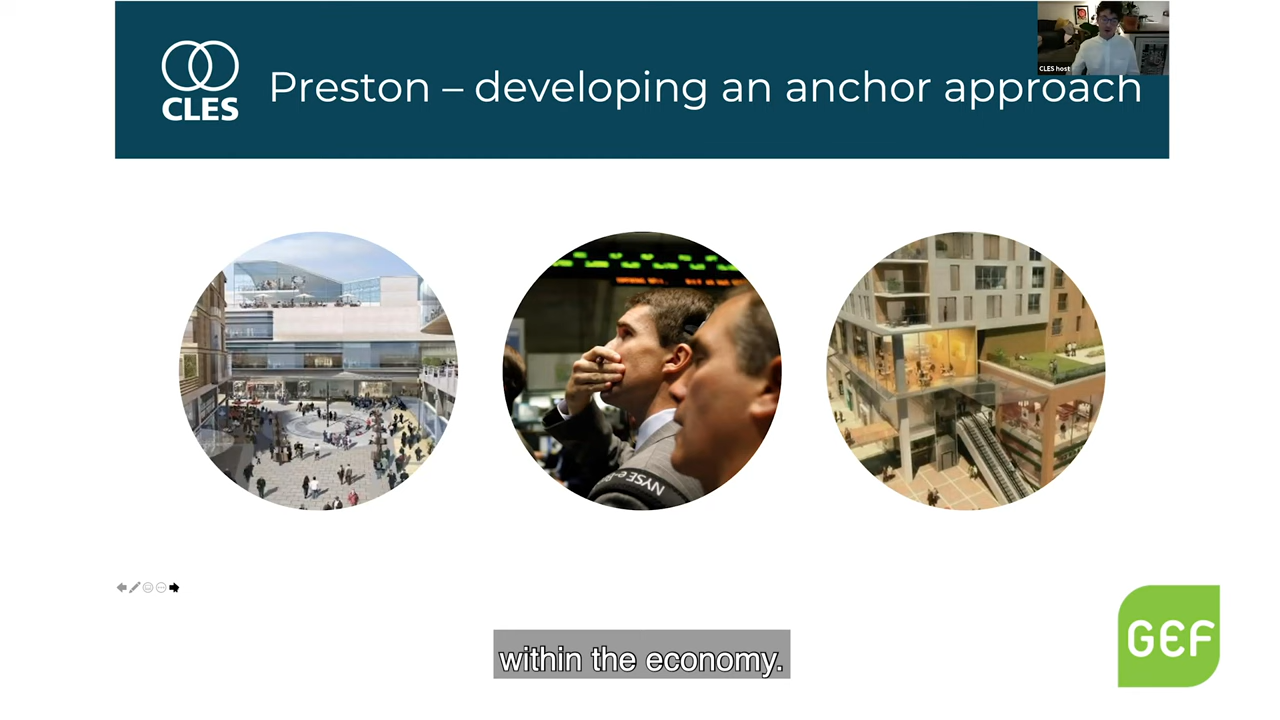 CLES host
Preston – developing an anchor approach
CLES
NYSE
GEF
within the economy.